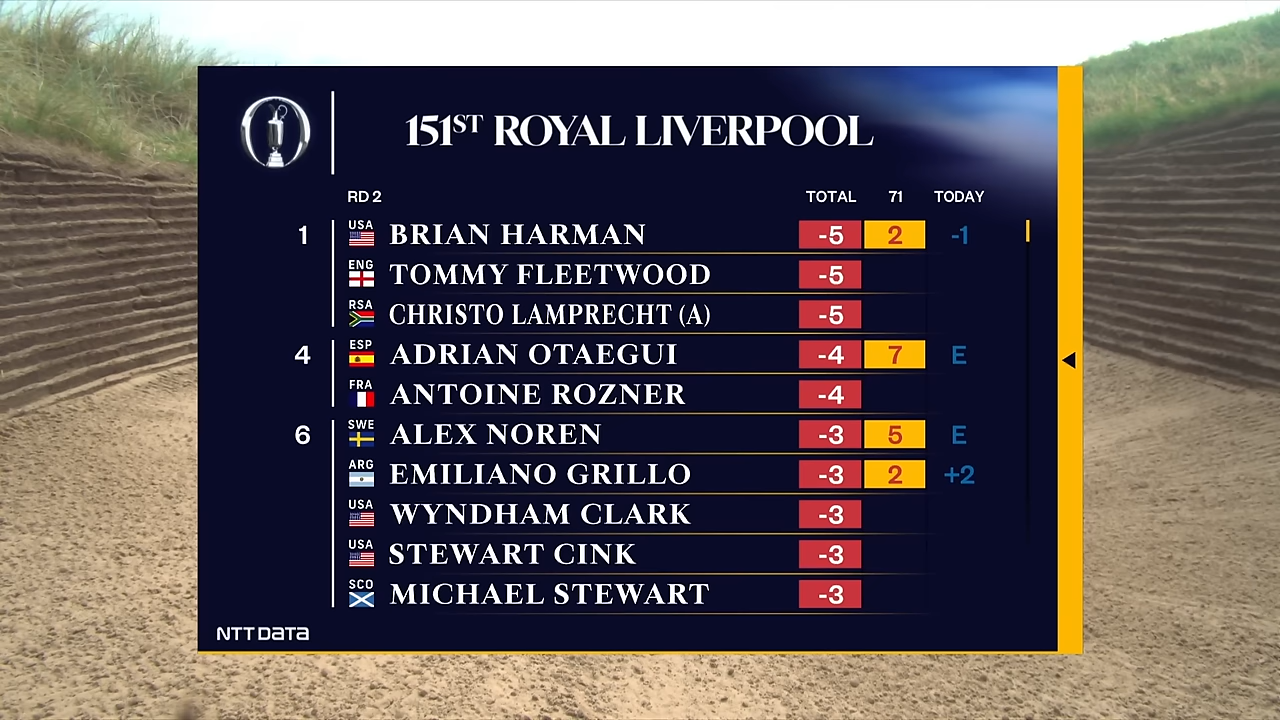 151ST ROYAL LIVERPOOL
RD 2 TOTAL 71 TODAY
1 USA BRIAN HARMAN -5 2 -1
ENG TOMMY FLEETWOOD -5
RSA CHRISTO LAMPRECHT (A) -5
4 ESP ADRIAN OTAEGUI -4 7 E
FRA ANTOINE ROZNER -4
6 SWE ALEX NOREN -3 5 E
ARG EMILIANO GRILLO -3 2 +2
USA WYNDHAM CLARK -3
USA STEWART CINK -3
SCO MICHAEL STEWART -3
NTT DATA